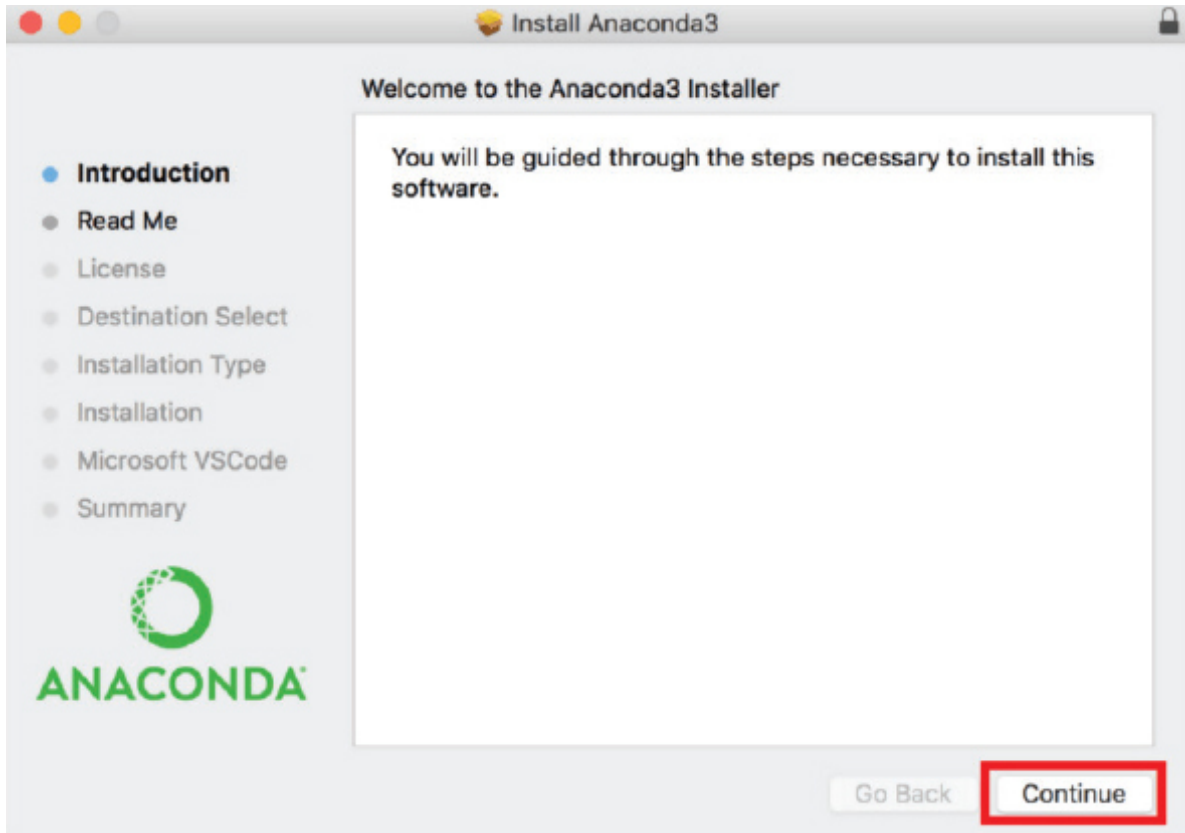 Install Anaconda3
Welcome to the Anaconda3 Installer
You will be guided through the steps necessary to install this
software.
Introduction
Read Me
License
Destination Select
Installation Type
Installation
Microsoft VSCode
Summary
ANACONDA
Go Back
Continue